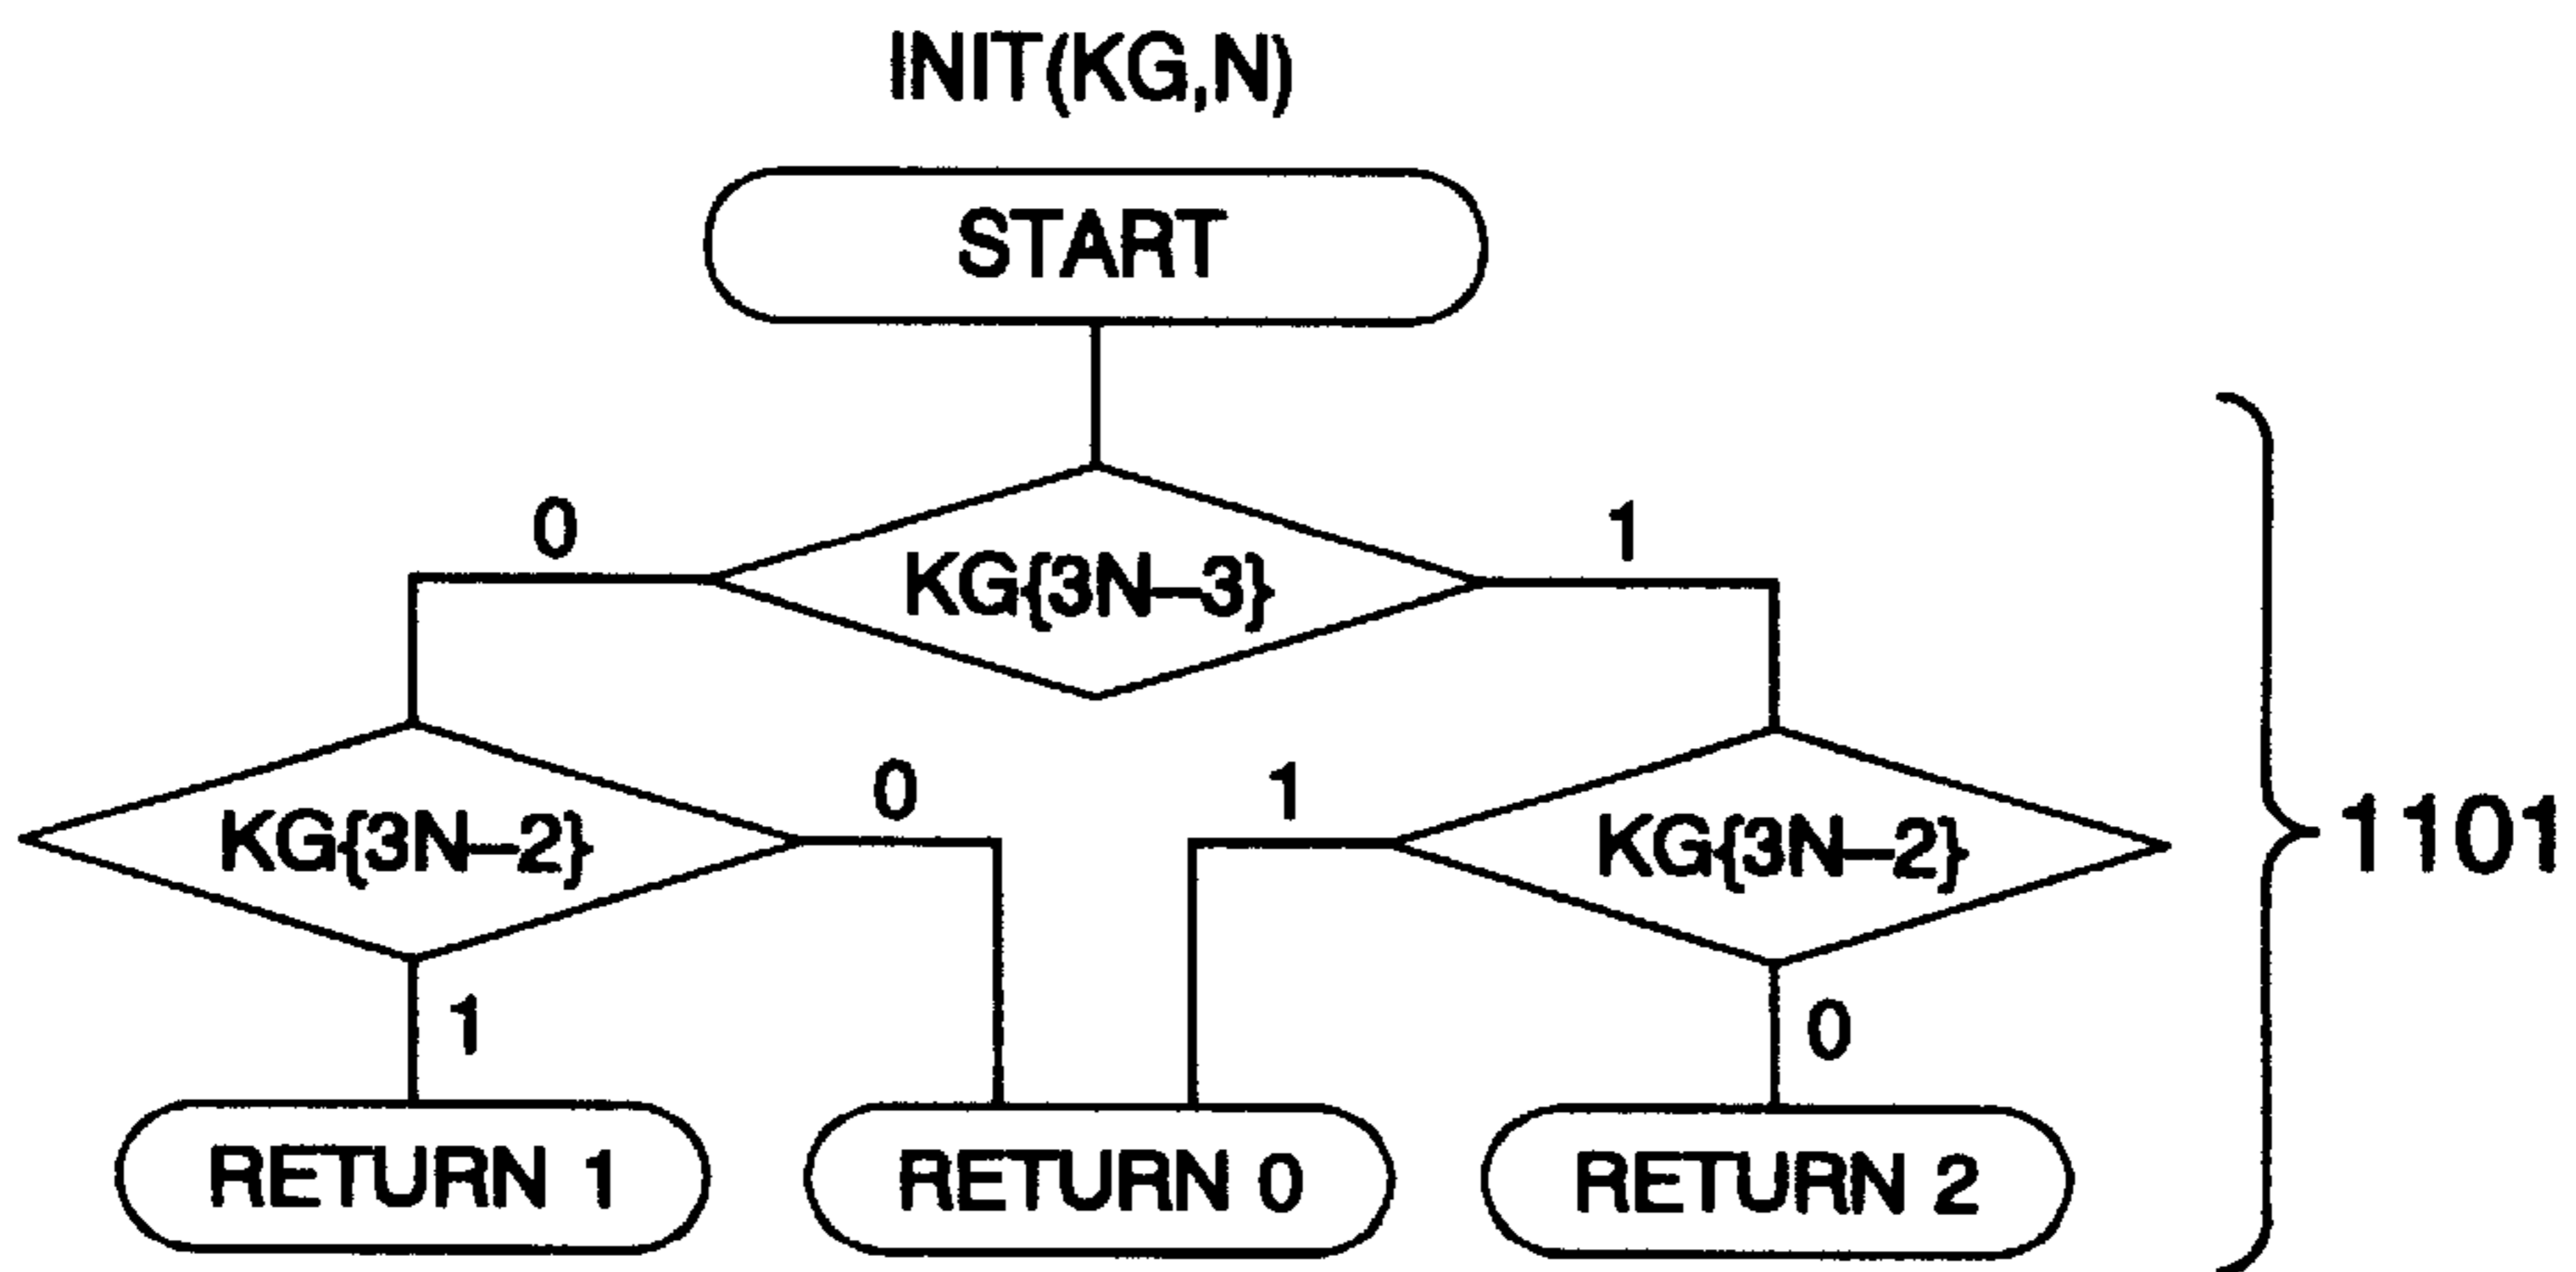 INIT(KG,N)
START
0
1
KG{3N–3}
0
1
KG{3N–2}
KG{3N–2}
1101
1
0
RETURN 1
RETURN 0
RETURN 2